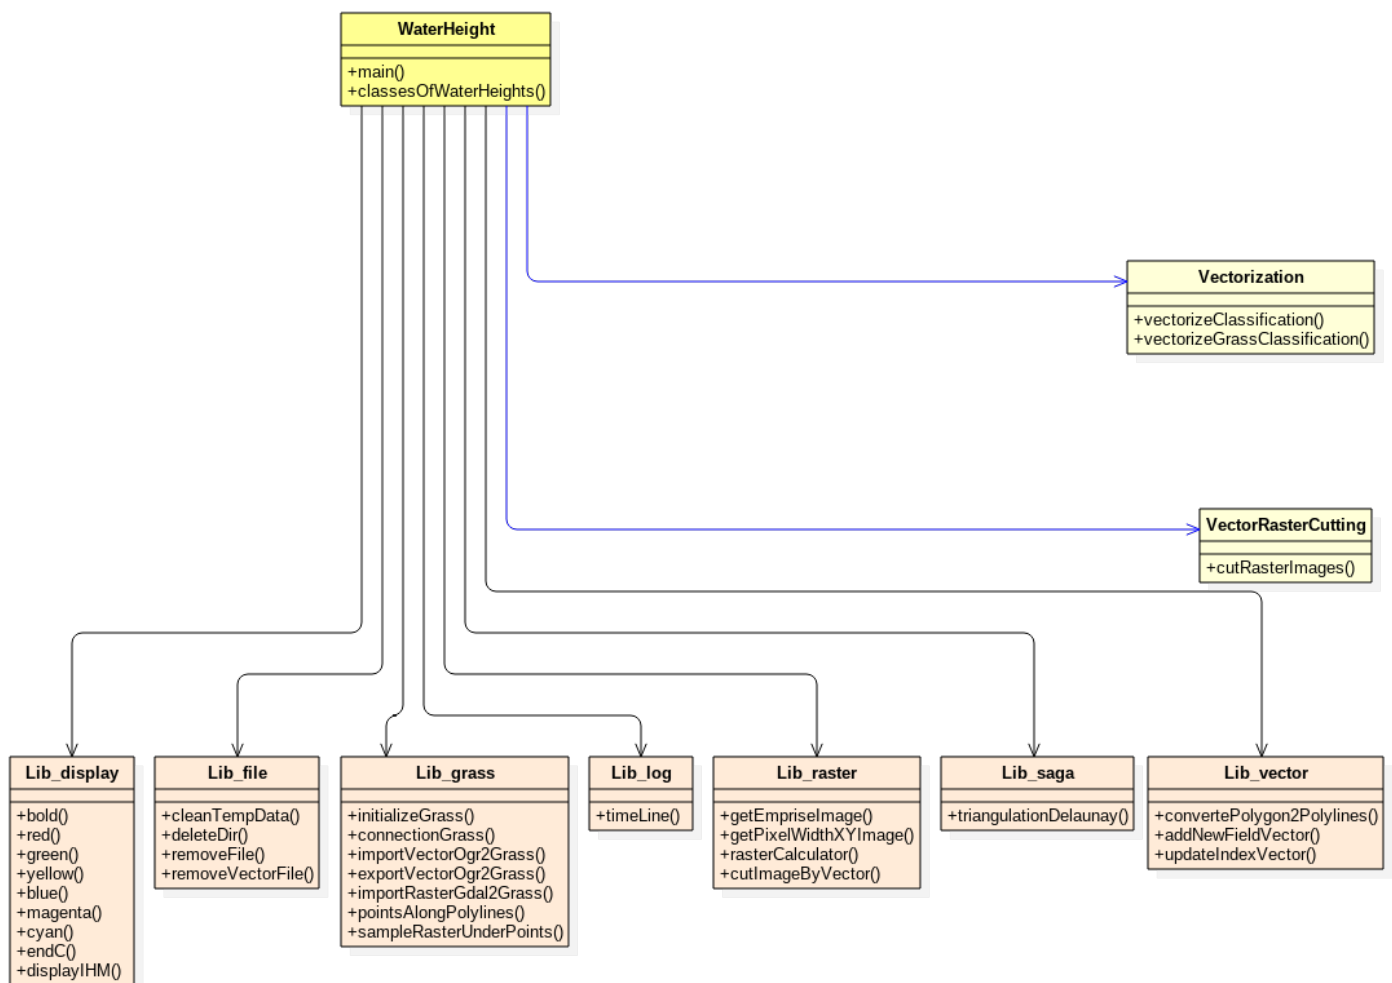 WaterHeight
+main()
+classesOfWaterHeights()
Vectorization
+vectorizeClassification()
+vectorizeGrassClassification()
VectorRasterCutting
+cutRasterImages()
Lib_display
+bold()
+red()
+green()
+yellow()
+blue()
+magenta()
+cyan()
+endC()
+displayIHM()
Lib_file
+cleanTempData()
+deleteDir()
+removeFile()
+removeVectorFile()
Lib_grass
+initializeGrass()
+connectionGrass()
+importVectorOgr2Grass()
+exportVectorOgr2Grass()
+importRasterGdal2Grass()
+pointsAlongPolylines()
+sampleRasterUnderPoints()
Lib_log
+timeLine()
Lib_raster
+getEmpriseImage()
+getPixelWidthXYImage()
+rasterCalculator()
+cutImageByVector()
Lib_saga
+triangulationDelaunay()
Lib_vector
+convertePolygon2Polylines()
+addNewFieldVector()
+updateIndexVector()